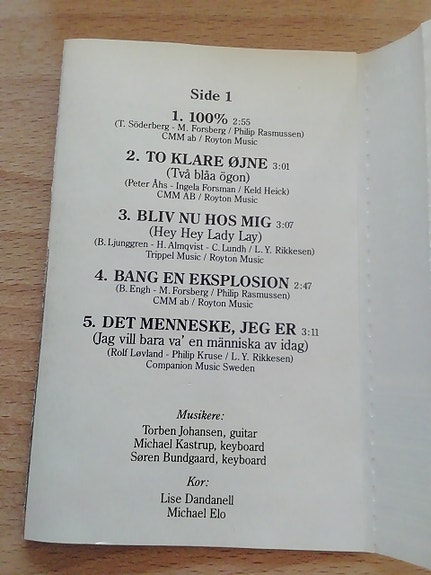 Side 1
1. 100% 2:55
(T. Söderberg - M. Forsberg / Philip Rasmussen)
CMM ab / Royton Music
2. TO KLARE ØJNE 3:01
(Två blåa ögon)
(Peter Åhs - Ingela Forsman / Keld Heick)
CMM AB / Royton Music
3. BLIV NU HOS MIG 3:07
(Hey Hey Lady Lay)
(B. Ljunggren - H. Almqvist - C. Lundh / L. Y. Rikkesen)
Trippel Music / Royton Music
4. BANG EN EKSPLOSION 2:47
(B. Engh - M. Forsberg / Philip Rasmussen)
CMM ab / Royton Music
5. DET MENNESKE, JEG ER 3:11
(Jag vill bara va' en människa av idag)
(Rolf Løvland - Philip Kruse / L. Y. Rikkesen)
Companion Music Sweden
Musikere:
Torben Johansen, guitar
Michael Kastrup, keyboard
Søren Bundgaard, keyboard
Kor:
Lise Dandanell
Michael Elo